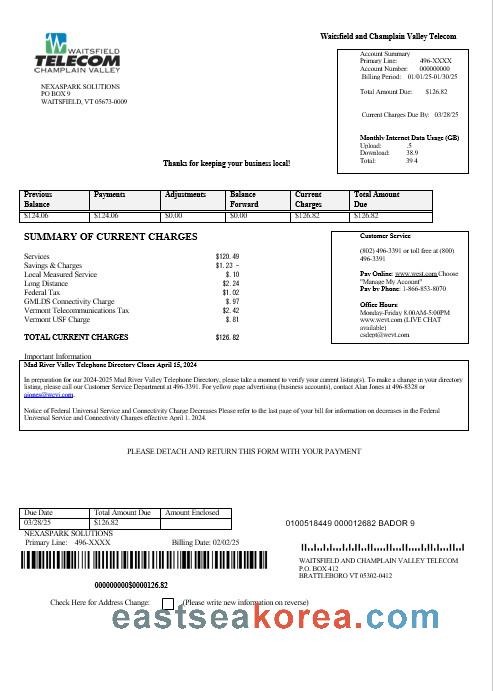 WAITSFIELD
TELECOM
CHAMPLAIN VALLEY
Waitsfield and Champlain Valley Telecom
Account Summary
Primary Line: 496-XXXX
Account Number: 000000000
Billing Period: 01/01/25-01/30/25
Total Amount Due: $126.82
Current Charges Due By: 03/28/25
Monthly Internet Data Usage (GB)
Upload: .5
Download: 38.9
Total: 39.4
NEXASPARK SOLUTIONS
PO BOX 9
WAITSFIELD, VT 05673-0009
Thanks for keeping your business local!
Previous Balance Payments Adjustments Balance Forward Current Charges Total Amount Due
$124.06 $124.06 $0.00 $0.00 $126.82 $126.82
SUMMARY OF CURRENT CHARGES
Services $120.49
Savings & Charges $1.23 -
Local Measured Service $.10
Long Distance $2.24
Federal Tax $1.02
GMLDS Connectivity Charge $.97
Vermont Telecommunications Tax $2.42
Vermont USF Charge $.81
TOTAL CURRENT CHARGES $126.82
Customer Service
(802) 496-3391 or toll free at (800)
496-3391
Pay Online: www.west.com Choose
"Manage My Account"
Pay by Phone: 1-866-853-8070
Office Hours:
Monday-Friday 8:00AM-5:00PM
www.wevt.com (LIVE CHAT
available)
csdept@wevt.com
Important Information
Mad River Valley Telephone Directory Closes April 15, 2024
In preparation for our 2024-2025 Mad River Valley Telephone Directory, please take a moment to verify your current listing(s). To make a change in your directory
listing, please call our Customer Service Department at 496-3391. For yellow page advertising (business accounts), contact Alan Jones at 496-8328 or
ajones@wcvt.com.
Notice of Federal Universal Service and Connectivity Charge Decreases Please refer to the last page of your bill for information on decreases in the Federal
Universal Service and Connectivity Charges effective April 1, 2024.
PLEASE DETACH AND RETURN THIS FORM WITH YOUR PAYMENT
Due Date Total Amount Due Amount Enclosed
03/28/25 $126.82
NEXASPARK SOLUTIONS
Primary Line: 496-XXXX Billing Date: 02/02/25
000000000$0000126.82
0100518449 000012682 BADOR 9
WAITSFIELD AND CHAMPLAIN VALLEY TELECOM
P.O. BOX 412
BRATTLEBORO VT 05302-0412
Check Here for Address Change: (Please write new information on reverse)
eastseakorea.com